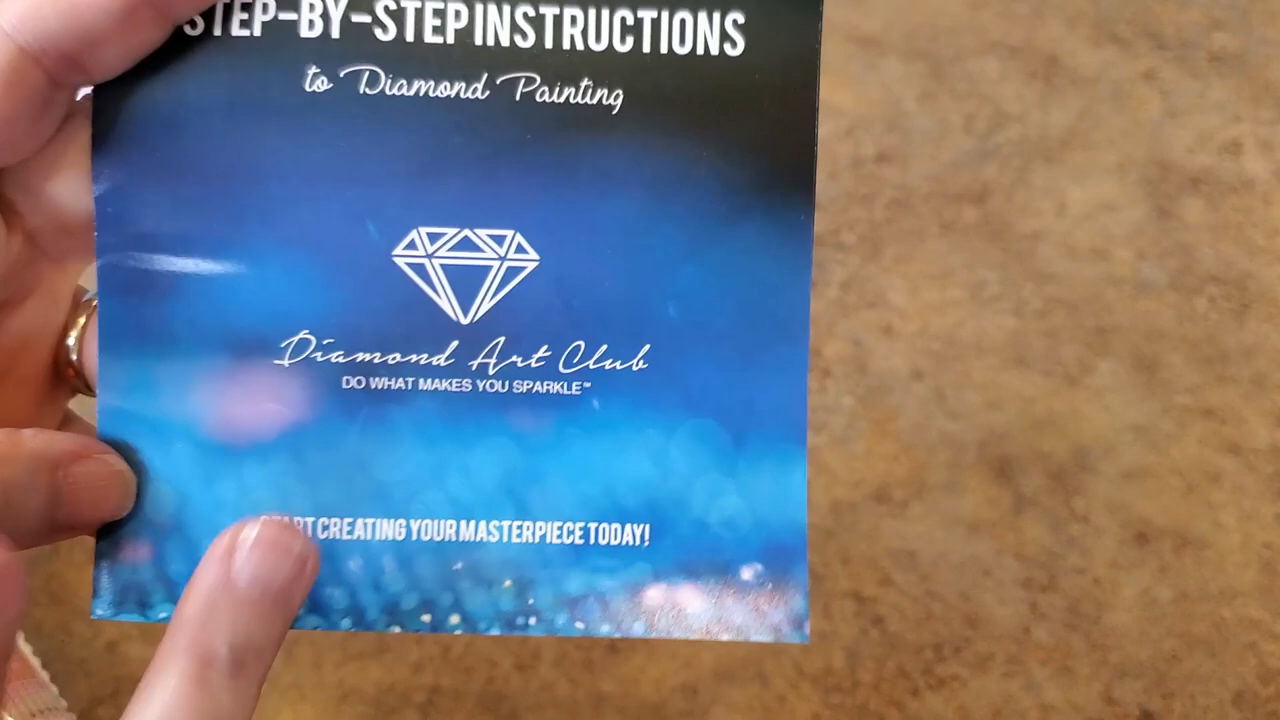 STEP-BY-STEP INSTRUCTIONS
to Diamond Painting
Diamond Art Club
DO WHAT MAKES YOU SPARKLE™
START CREATING YOUR MASTERPIECE TODAY!